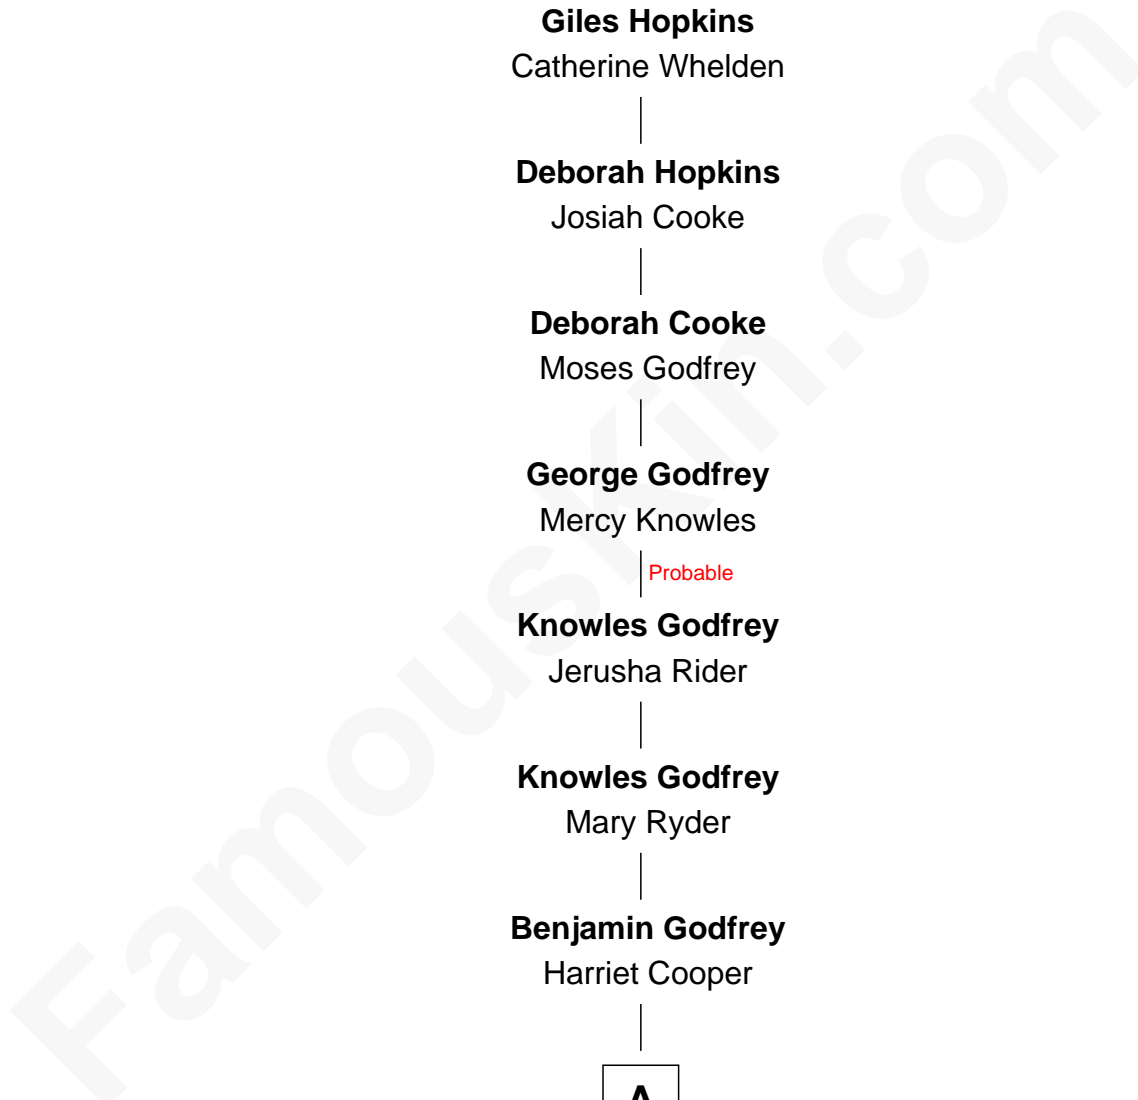 Giles Hopkins
Catherine Whelden
Deborah Hopkins
Josiah Cooke
Deborah Cooke
Moses Godfrey
George Godfrey
Mercy Knowles
Probable
Knowles Godfrey
Jerusha Rider
Knowles Godfrey
Mary Ryder
Benjamin Godfrey
Harriet Cooper
A
FamousKin.com